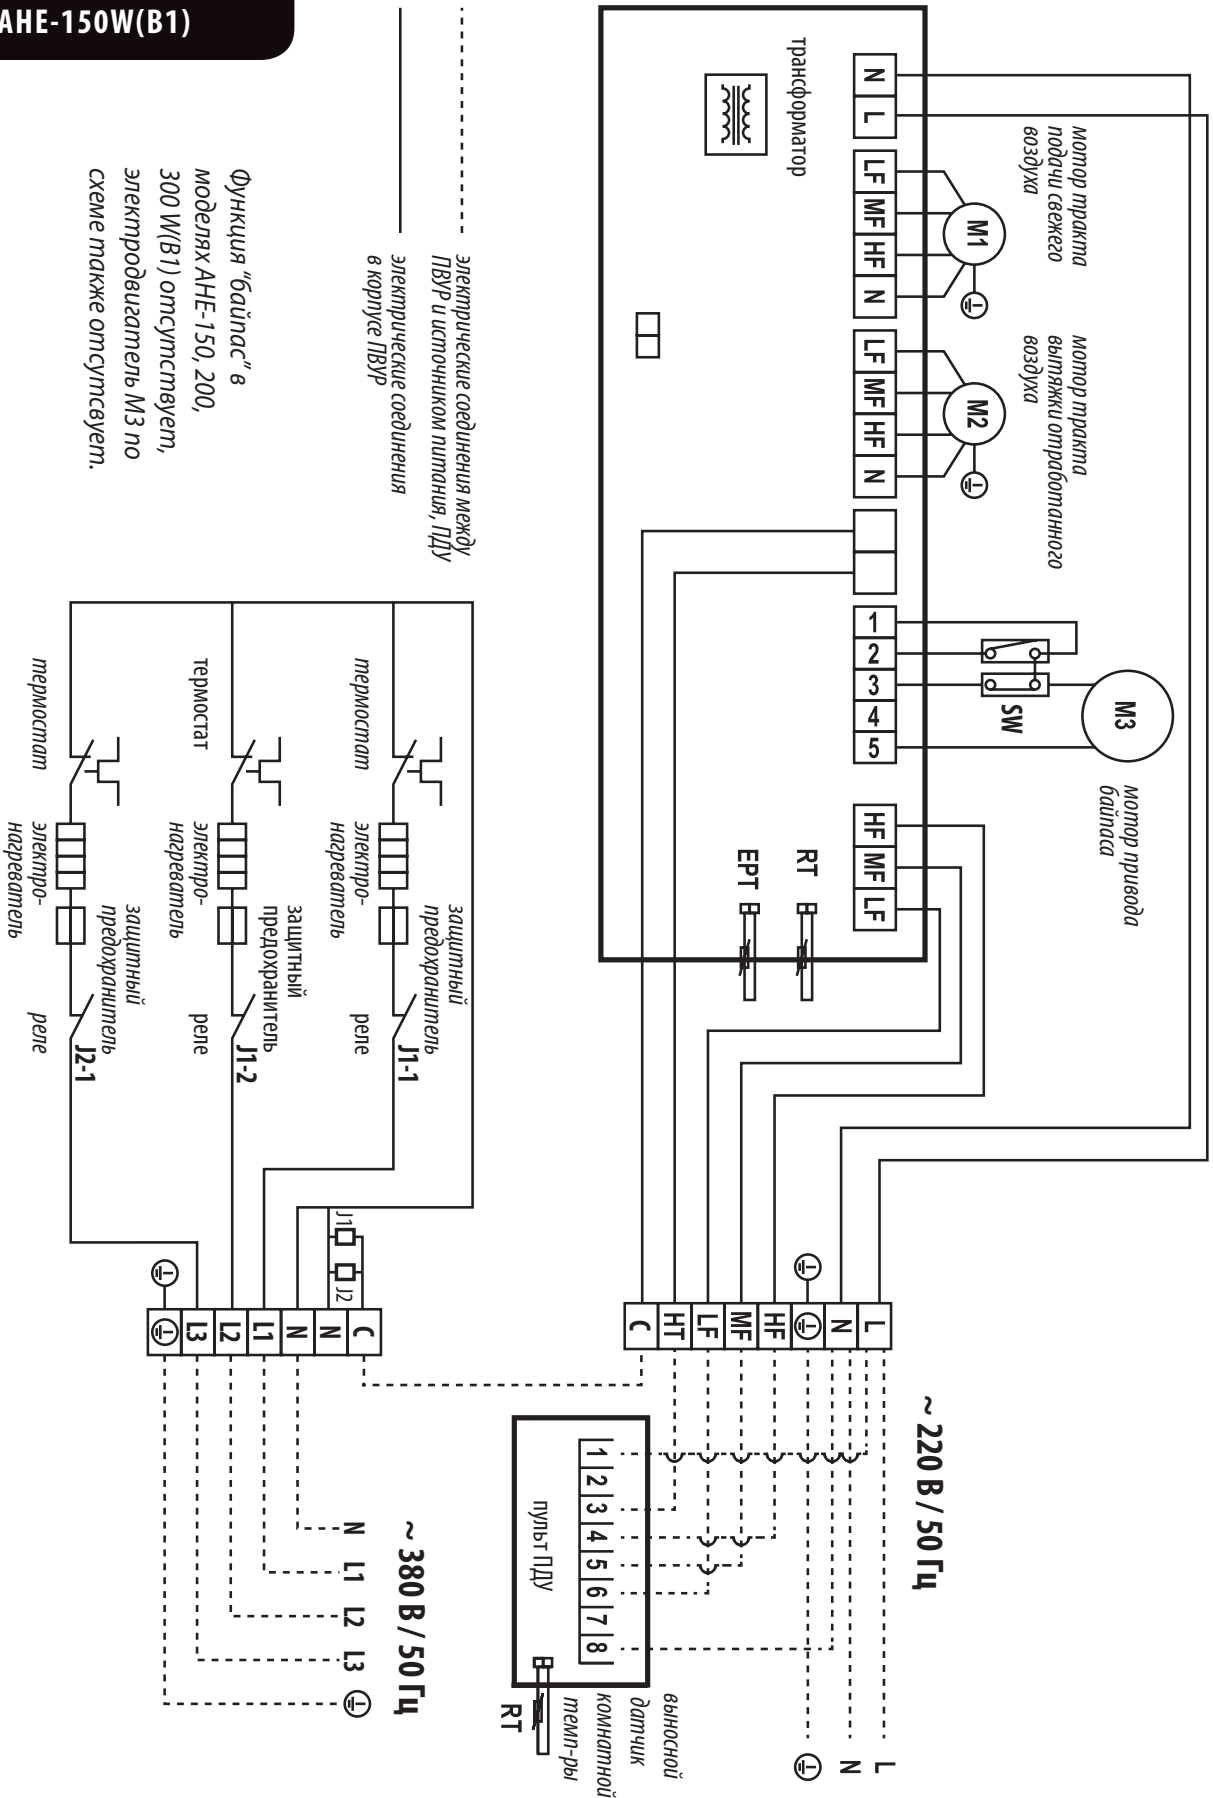 AHE-150W(B1)
трансформатор
N
L
LF
MF
HF
N
LF
MF
HF
N
1
2
3
4
5
HF
MF
LF
мотор тракта
подачи свежего
воздуха
M1
мотор тракта
вытяжки отработанного
воздуха
M2
SW
M3
мотор привода
байпаса
RT
EPT
электрические соединения между
ПВУР и источником питания, ПДУ
электрические соединения
в корпусе ПВУР
Функция "байпас" в
моделях AHE-150, 200,
300 W(B1) отсутствует,
электродвигатель М3 по
схеме также отсутсвует.
термостат
электро-
нагреватель
защитный
предохранитель
реле
J1-1
термостат
электро-
нагреватель
защитный
предохранитель
реле
J1-2
термостат
электро-
нагреватель
защитный
предохранитель
реле
J2-1
J1
J2
C
N
N
L1
L2
L3
L
N
HF
MF
LF
HT
C
~ 220 В / 50 Гц
L
N
1
2
3
4
5
6
7
8
пульт ПДУ
RT
выносной
датчик
комнатной
темп-ры
~ 380 В / 50 Гц
N
L1
L2
L3